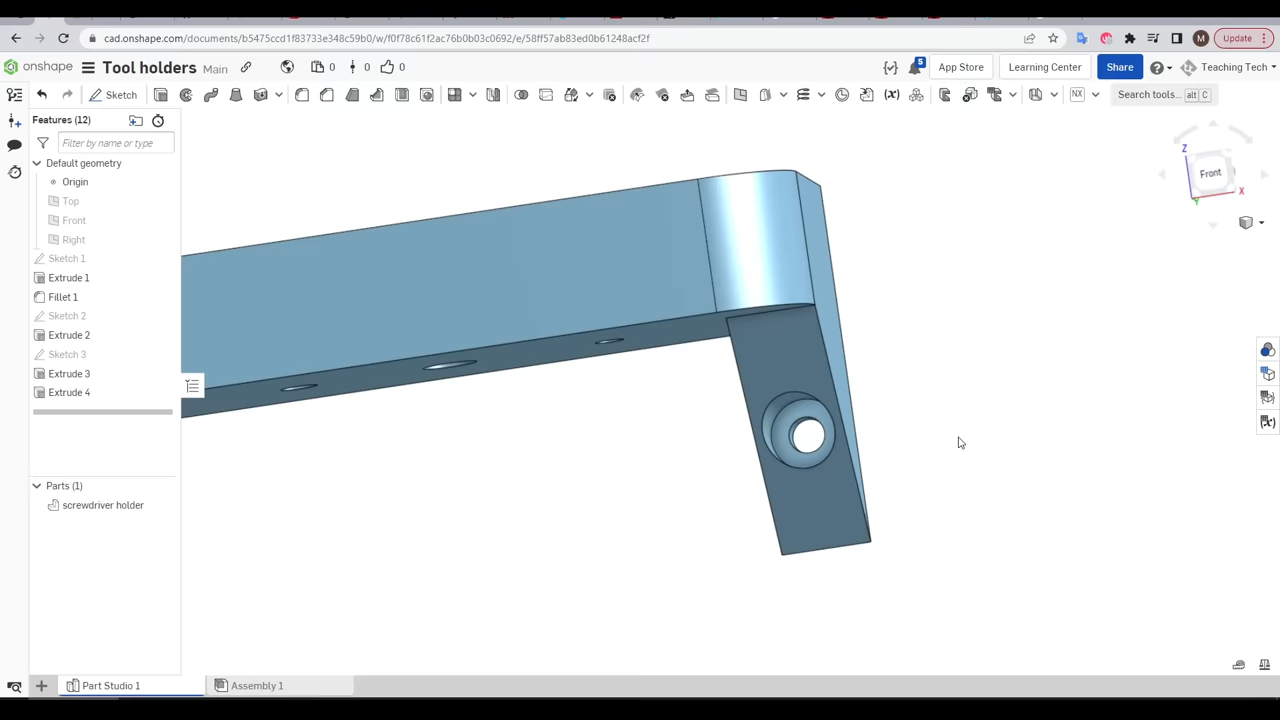 cad.onshape.com/documents/b5475ccd1f83733e348c59b0/w/f0f78c61f2ac76b0b03c0692/e/58ff57ab83ed0b61248acf2f
M
Update
onshape
Tool holders
Main
0
0
0
5
App Store
Learning Center
Share
Teaching Tech
Sketch
NX
Search tools...
alt
C
Features (12)
Filter by name or type
Default geometry
Origin
Top
Front
Right
Sketch 1
Extrude 1
Fillet 1
Sketch 2
Extrude 2
Sketch 3
Extrude 3
Extrude 4
Parts (1)
screwdriver holder
Z
Front
X
Y
Part Studio 1
Assembly 1